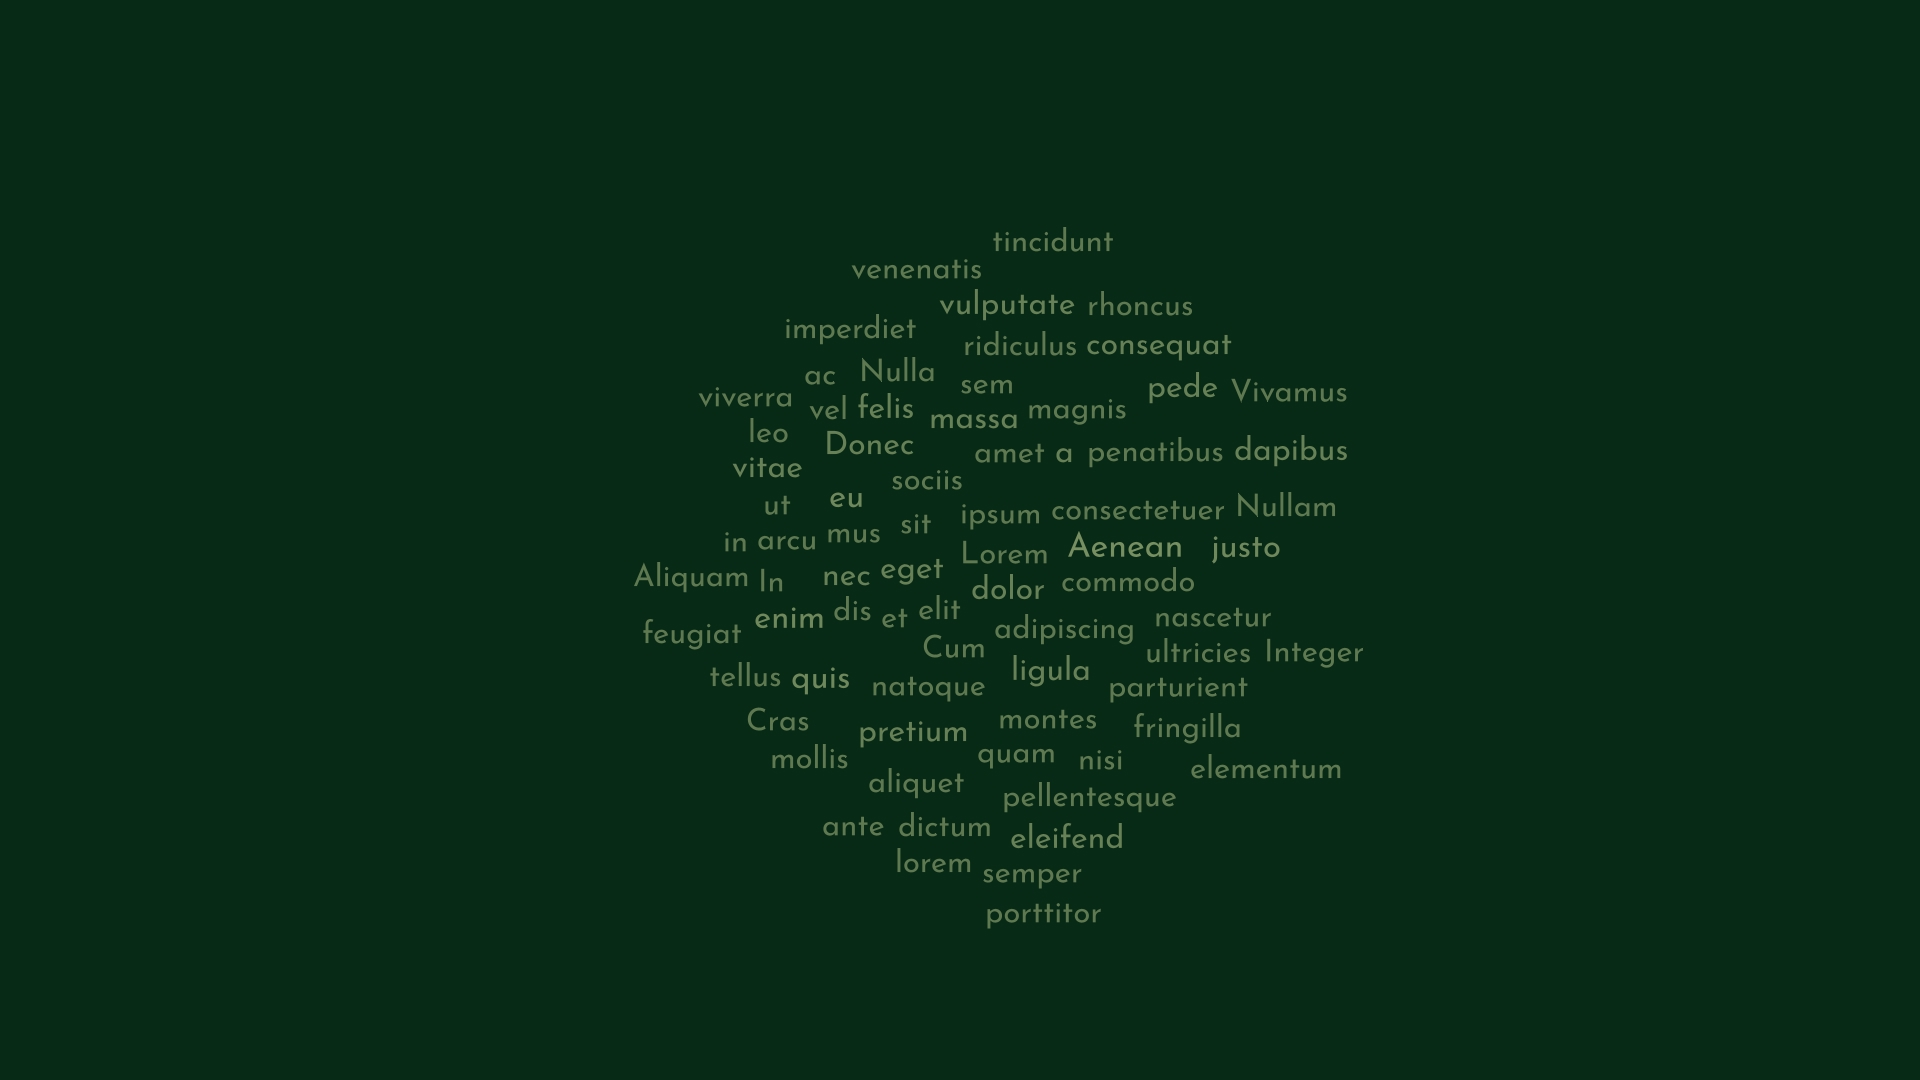 tincidunt
venenatis
vulputate rhoncus
imperdiet
ridiculus consequat
ac Nulla sem
pede Vivamus
viverra vel felis massa magnis
leo Donec
amet a penatibus dapibus
vitae
sociis
ut eu
ipsum consectetuer Nullam
in arcu mus sit
Lorem Aenean justo
Aliquam In nec eget
dolor commodo
enim dis et elit
nascetur
feugiat
adipiscing
Cum
ultricies Integer
tellus quis natoque ligula
parturient
Cras pretium montes fringilla
mollis quam nisi elementum
aliquet
pellentesque
ante dictum eleifend
lorem semper
porttitor